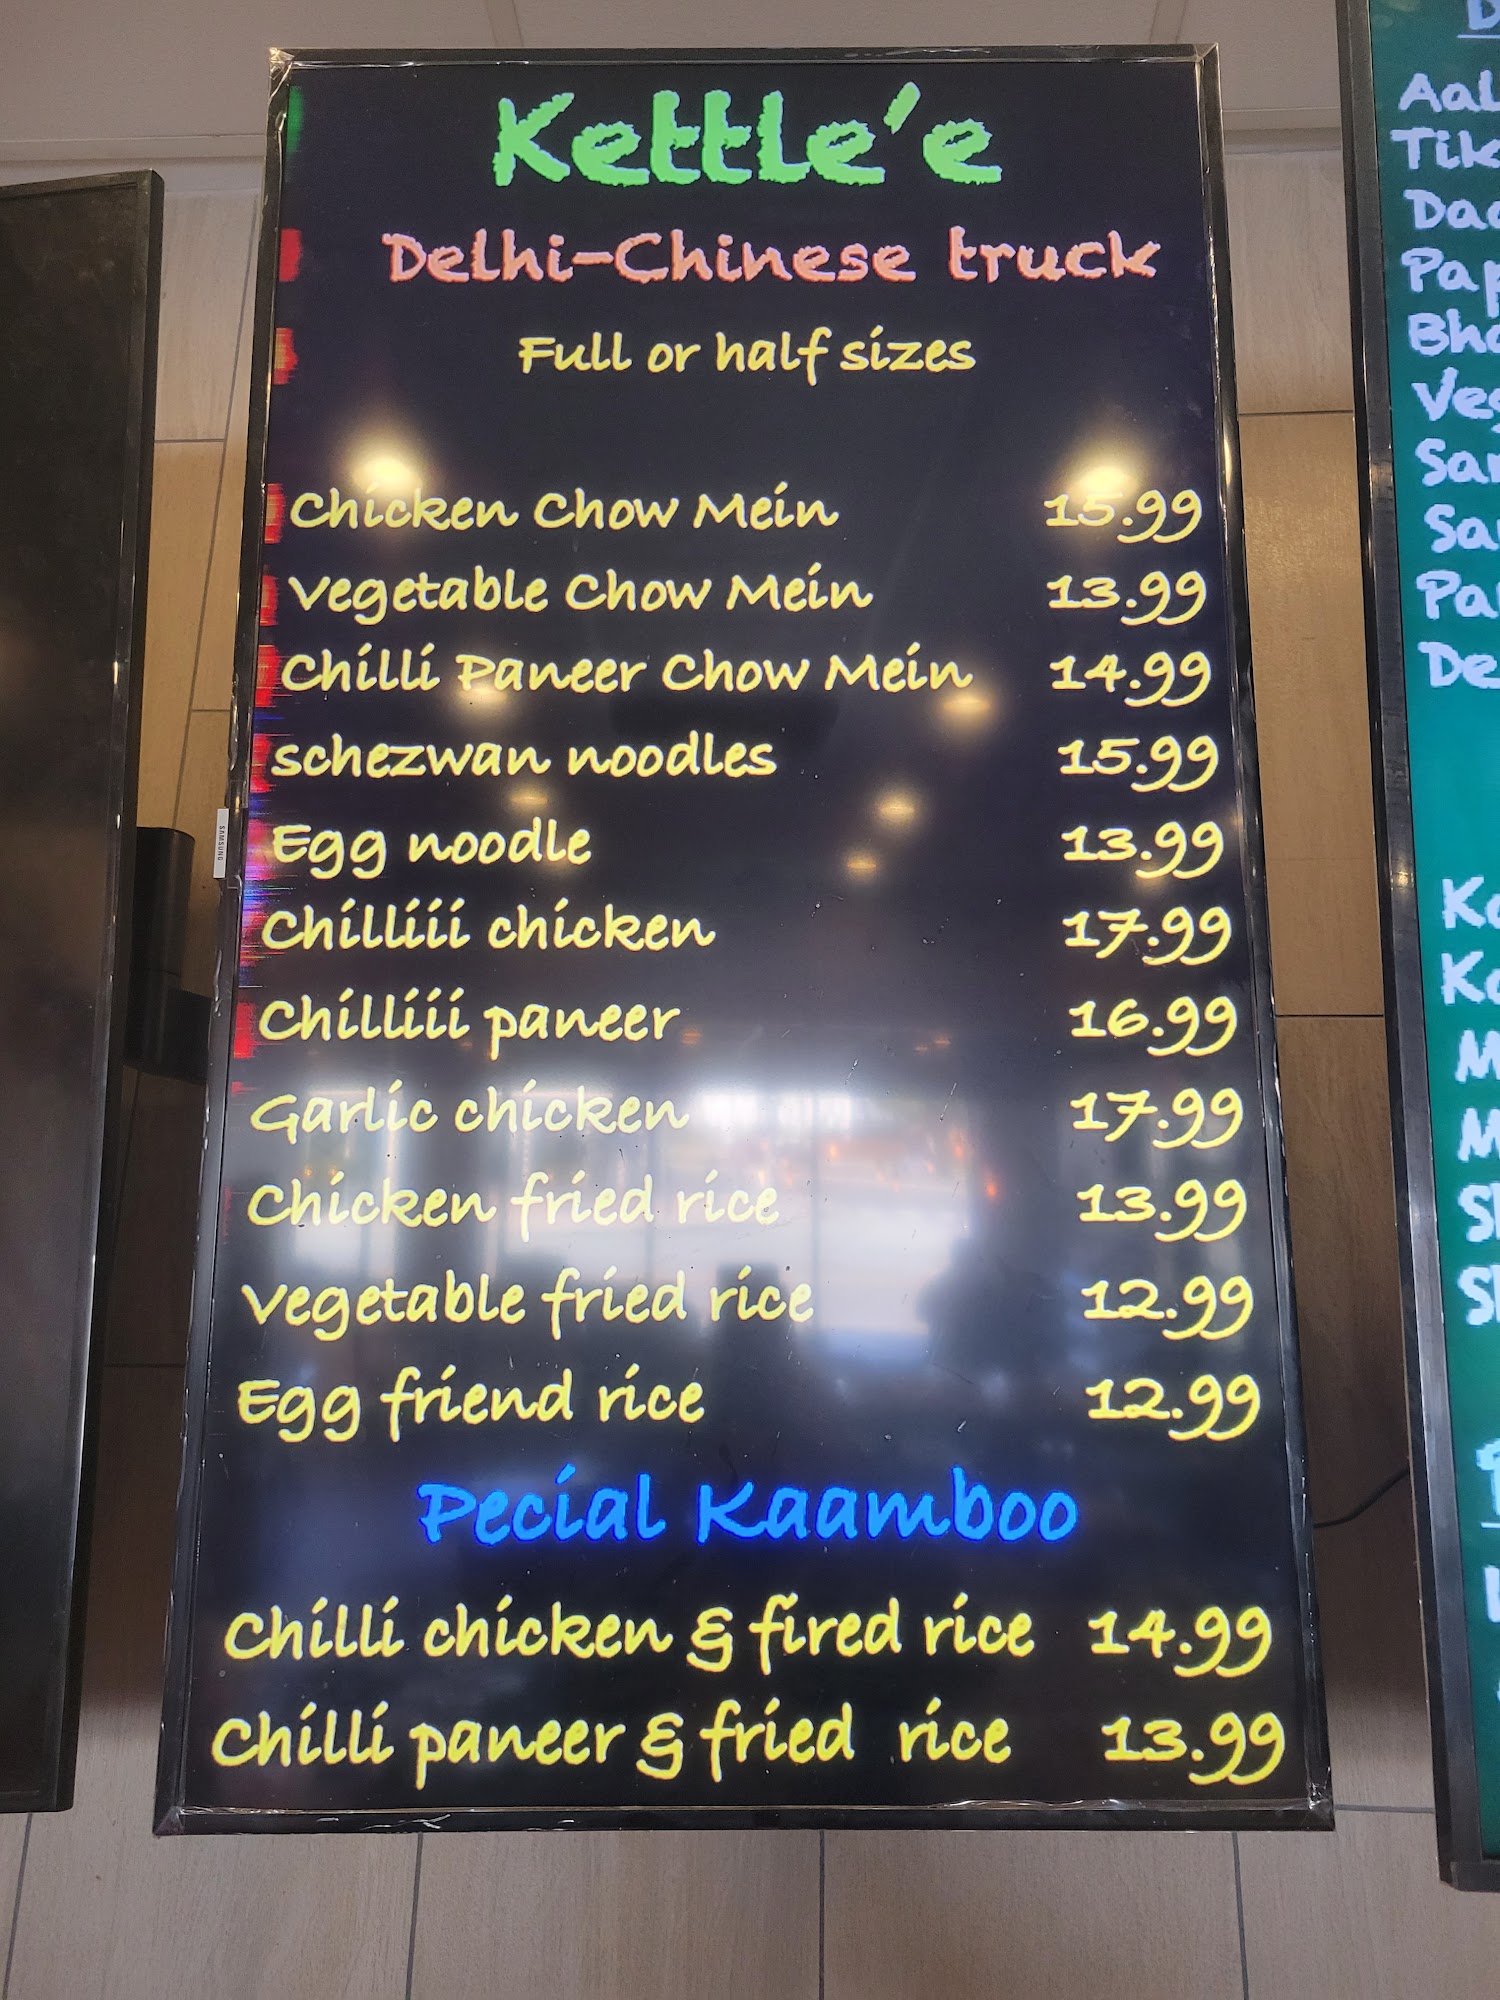 Kettle'e
Delhi-Chinese truck
Full or half sizes
Chicken Chow Mein 15.99
Vegetable Chow Mein 13.99
Chilli Paneer Chow Mein 14.99
schezwan noodles 15.99
Egg noodle 13.99
Chilliiii chicken 17.99
Chilliiii paneer 16.99
Garlic chicken 17.99
Chicken fried rice 13.99
Vegetable fried rice 12.99
Egg friend rice 12.99
Pecial Kaamboo
Chilli chicken & fired rice 14.99
Chilli paneer & fried rice 13.99
SAMSUNG